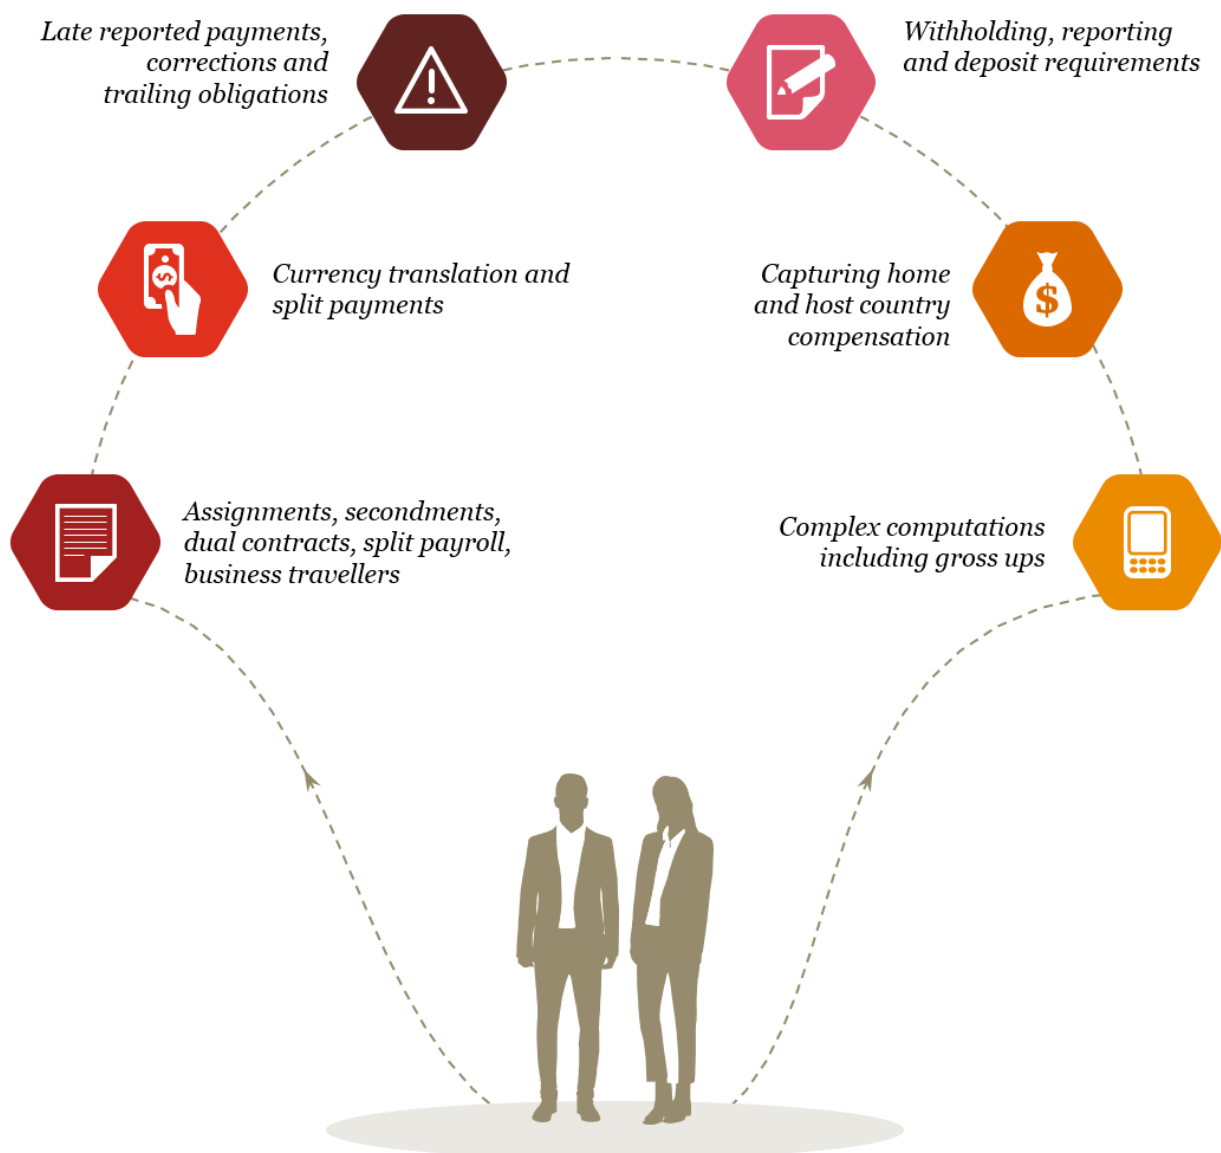 Late reported payments,
corrections and
trailing obligations
Withholding, reporting
and deposit requirements
Currency translation and
split payments
Capturing home
and host country
compensation
$
Assignments, secondments,
dual contracts, split payroll,
business travellers
Complex computations
including gross ups